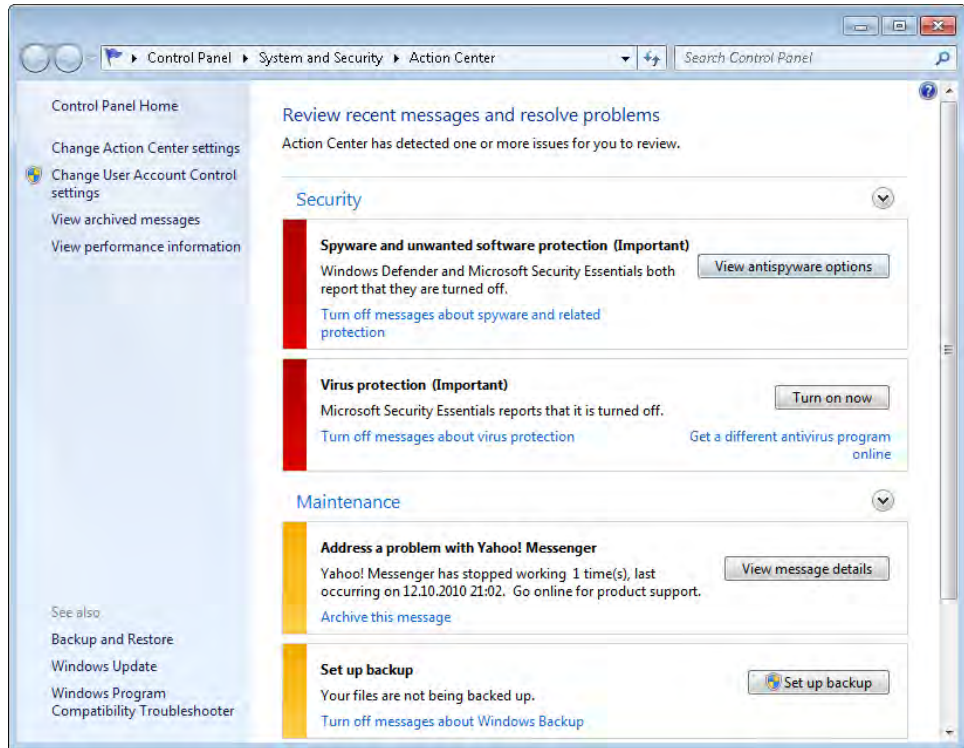 Control Panel System and Security Action Center
Search Control Panel
Control Panel Home
Change Action Center settings
Change User Account Control
settings
View archived messages
View performance information
See also
Backup and Restore
Windows Update
Windows Program
Compatibility Troubleshooter
Review recent messages and resolve problems
Action Center has detected one or more issues for you to review.
Security
Spyware and unwanted software protection (Important)
Windows Defender and Microsoft Security Essentials both
report that they are turned off.
View antispyware options
Turn off messages about spyware and related
protection
Virus protection (Important)
Microsoft Security Essentials reports that it is turned off.
Turn on now
Turn off messages about virus protection
Get a different antivirus program
online
Maintenance
Address a problem with Yahoo! Messenger
Yahoo! Messenger has stopped working 1 time(s), last
occurring on 12.10.2010 21:02. Go online for product support.
View message details
Archive this message
Set up backup
Your files are not being backed up.
Set up backup
Turn off messages about Windows Backup